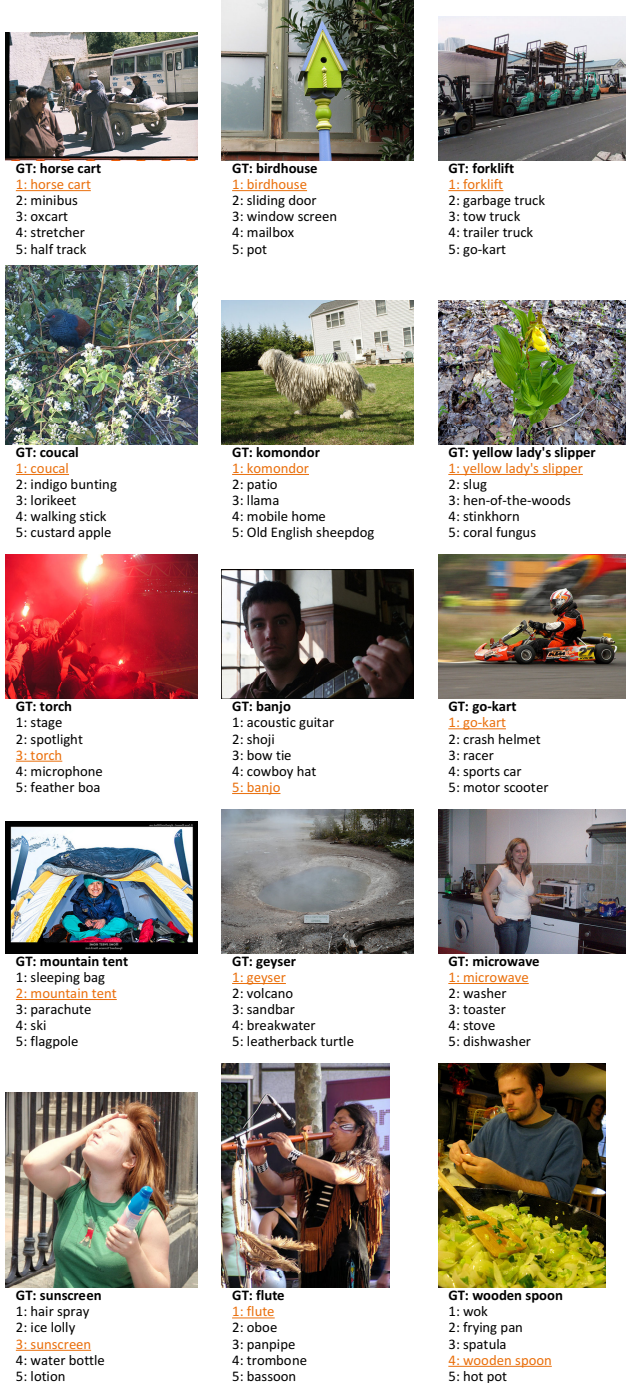 GT: horse cart
1: horse cart
2: minibus
3: oxcart
4: stretcher
5: half track
GT: birdhouse
1: birdhouse
2: sliding door
3: window screen
4: mailbox
5: pot
GT: forklift
1: forklift
2: garbage truck
3: tow truck
4: trailer truck
5: go-kart
GT: coucal
1: coucal
2: indigo bunting
3: lorikeet
4: walking stick
5: custard apple
GT: komondor
1: komondor
2: patio
3: llama
4: mobile home
5: Old English sheepdog
GT: yellow lady's slipper
1: yellow lady's slipper
2: slug
3: hen-of-the-woods
4: stinkhorn
5: coral fungus
GT: torch
1: stage
2: spotlight
3: torch
4: microphone
5: feather boa
GT: banjo
1: acoustic guitar
2: shoji
3: bow tie
4: cowboy hat
5: banjo
GT: go-kart
1: go-kart
2: crash helmet
3: racer
4: sports car
5: motor scooter
GT: mountain tent
1: sleeping bag
2: mountain tent
3: parachute
4: ski
5: flagpole
GT: geyser
1: geyser
2: volcano
3: sandbar
4: breakwater
5: leatherback turtle
GT: microwave
1: microwave
2: washer
3: toaster
4: stove
5: dishwasher
GT: sunscreen
1: hair spray
2: ice lolly
3: sunscreen
4: water bottle
5: lotion
GT: flute
1: flute
2: oboe
3: panpipe
4: trombone
5: bassoon
GT: wooden spoon
1: wok
2: frying pan
3: spatula
4: wooden spoon
5: hot pot